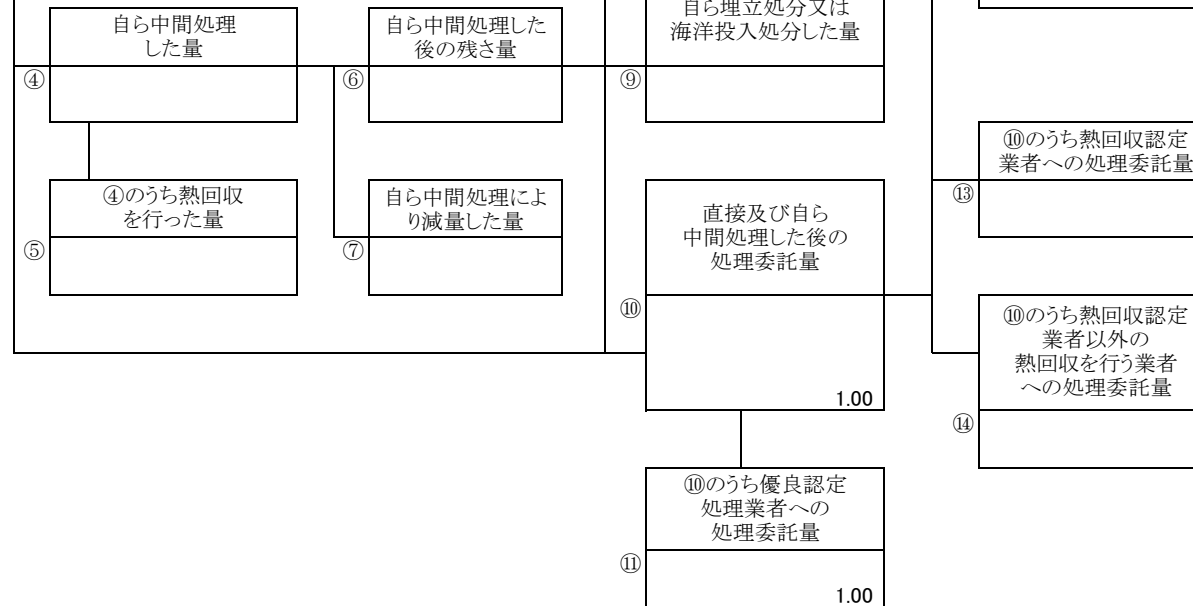 自ら中間処理
した量
④
自ら中間処理した
後の残さ量
⑥
自ら埋立処分又は
海洋投入処分した量
⑨
④のうち熱回収
を行った量
⑤
自ら中間処理によ
り減量した量
⑦
直接及び自ら
中間処理した後の
処理委託量
⑩
1.00
⑩のうち熱回収認定
業者への処理委託量
⑬
⑩のうち熱回収認定
業者以外の
熱回収を行う業者
への処理委託量
⑭
⑩のうち優良認定
処理業者への
処理委託量
⑪
1.00